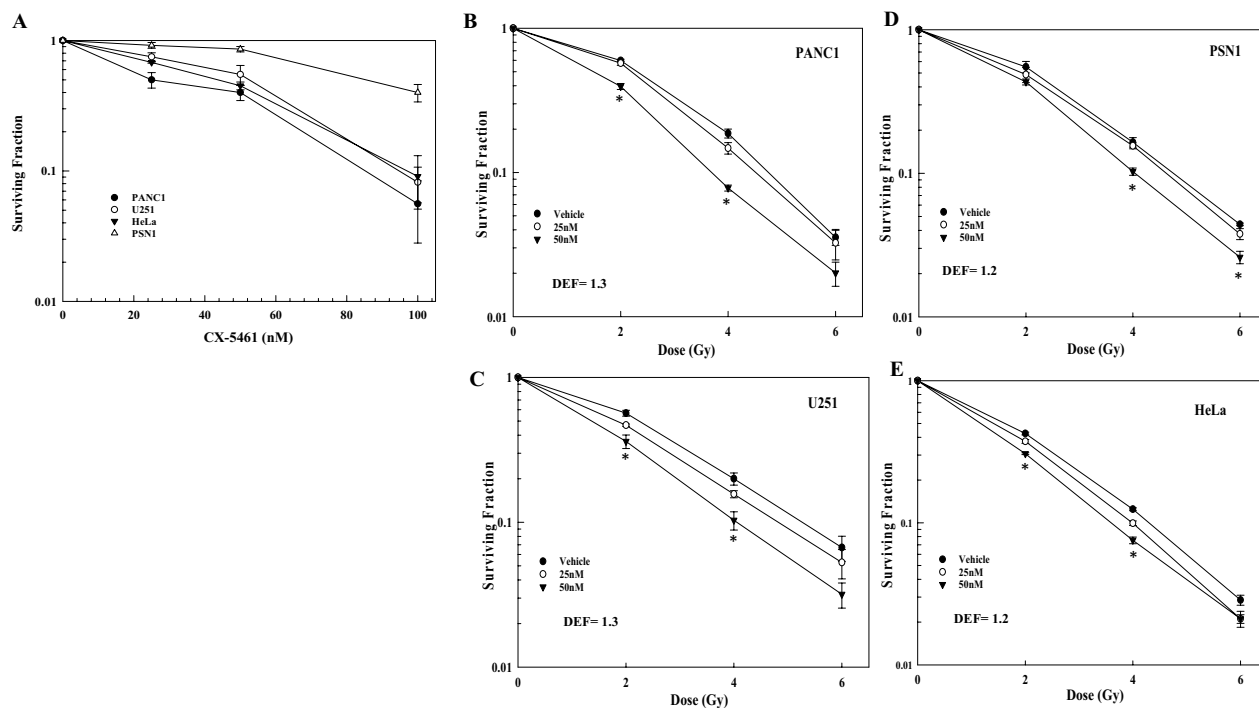 A
1
0.1
0.01
Surviving Fraction
PANC1
U251
HeLa
PSN1
0 20 40 60 80 100
CX-5461 (nM)
B
PANC1
1
0.1
0.01
Surviving Fraction
*
*
Vehicle
25nM
50nM
DEF= 1.3
0 2 4 6
Dose (Gy)
C
U251
1
0.1
0.01
Surviving Fraction
*
*
Vehicle
25nM
50nM
DEF= 1.3
0 2 4 6
Dose (Gy)
D
PSN1
1
0.1
0.01
Surviving Fraction
*
*
*
Vehicle
25nM
50nM
DEF= 1.2
0 2 4 6
Dose (Gy)
E
HeLa
1
0.1
0.01
Surviving Fraction
*
*
Vehicle
25nM
50nM
DEF= 1.2
0 2 4 6
Dose (Gy)